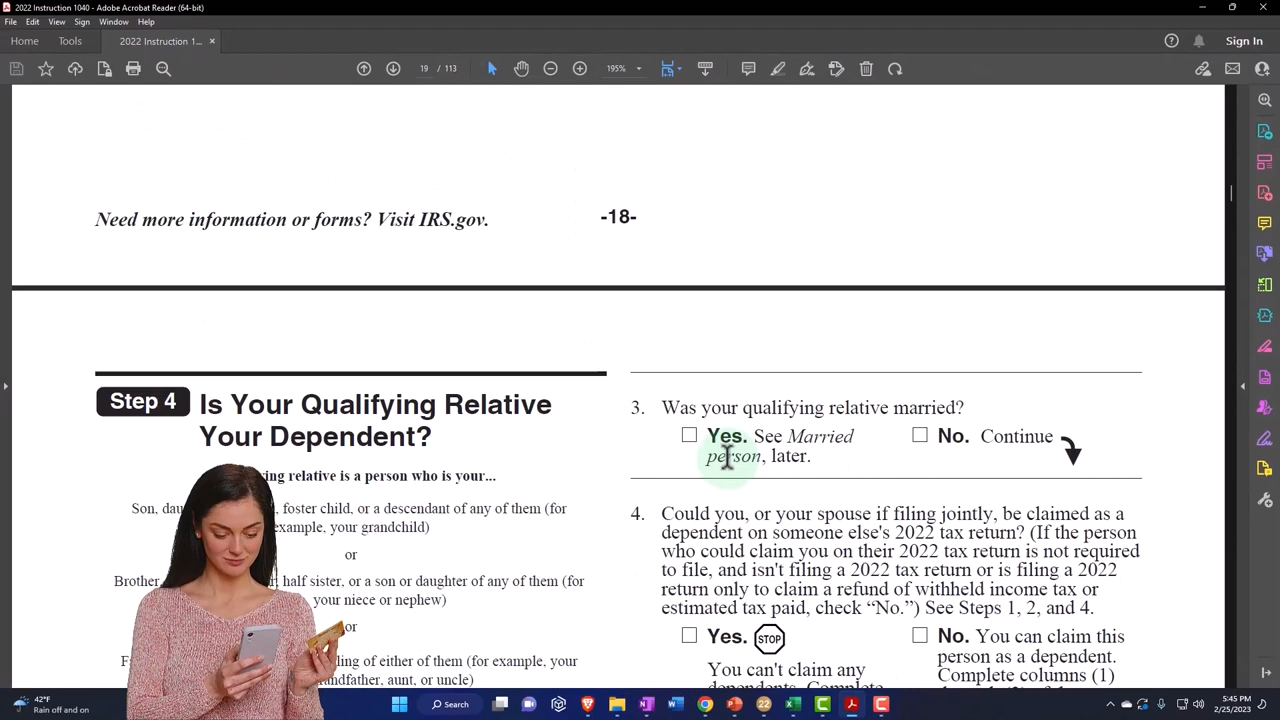 2022 Instruction 1040 - Adobe Acrobat Reader (64-bit)
File Edit View Sign Window Help
Home Tools 2022 Instruction 1... × Sign In
19 / 113 195%
Need more information or forms? Visit IRS.gov. -18-
Step 4 Is Your Qualifying Relative
Your Dependent?
relative is a person who is your...
Son, foster child, or a descendant of any of them (for
example, your grandchild)
or
Brother, half sister, or a son or daughter of any of them (for
your niece or nephew)
or
of either of them (for example, your
aunt, or uncle)
3. Was your qualifying relative married?
Yes. See Married
person, later.
No. Continue
4. Could you, or your spouse if filing jointly, be claimed as a
dependent on someone else's 2022 tax return? (If the person
who could claim you on their 2022 tax return is not required
to file, and isn't filing a 2022 tax return or is filing a 2022
return only to claim a refund of withheld income tax or
estimated tax paid, check “No.”) See Steps 1, 2, and 4.
Yes. STOP
You can't claim any
dependents. Complete
No. You can claim this
person as a dependent.
Complete columns (1)
42°F
Rain off and on
Search
5:45 PM
2/25/2023